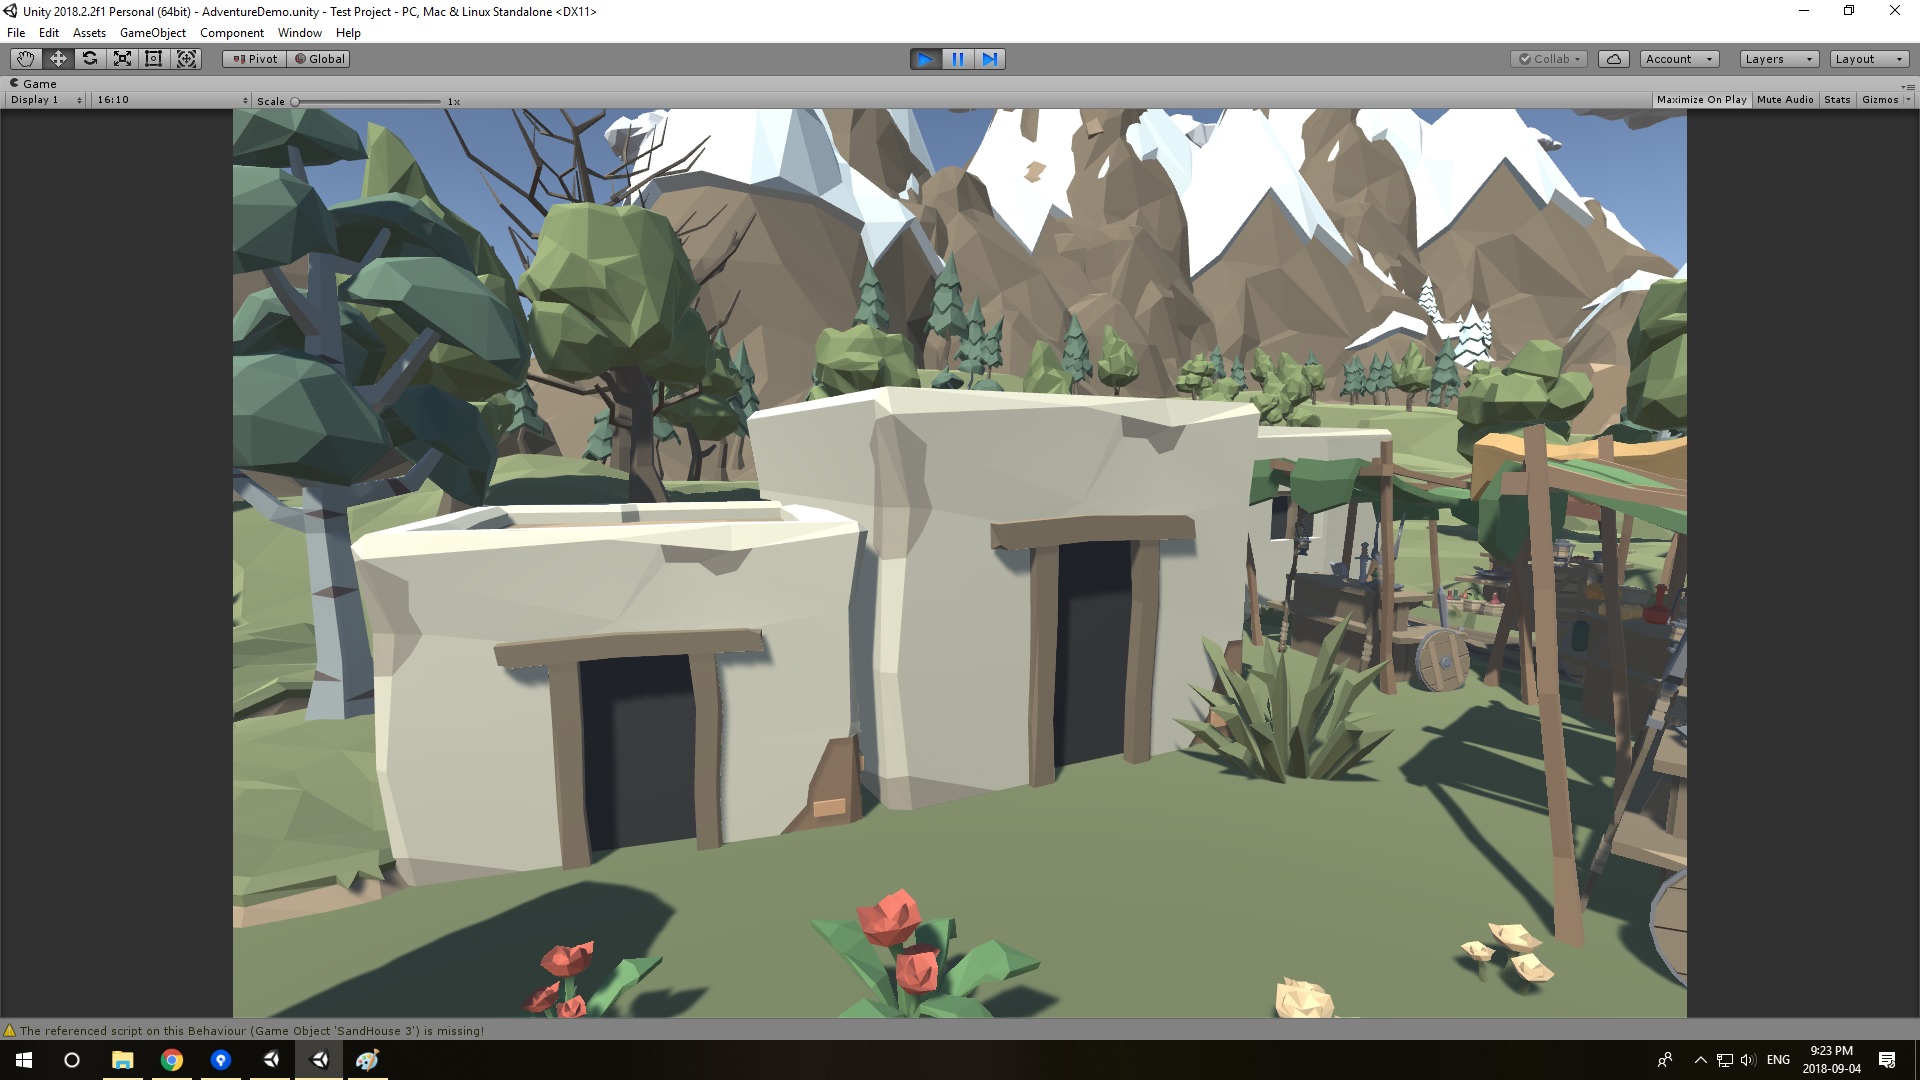 Unity 2018.2.2f1 Personal (64bit) - AdventureDemo.unity - Test Project - PC, Mac & Linux Standalone <DX11>
File Edit Assets GameObject Component Window Help
Pivot Global Collab Account Layers Layout
Game
Display 1 16:10 Scale 1x Maximize On Play Mute Audio Stats Gizmos
The referenced script on this Behaviour (Game Object 'SandHouse 3') is missing!
ENG
9:23 PM
2018-09-04